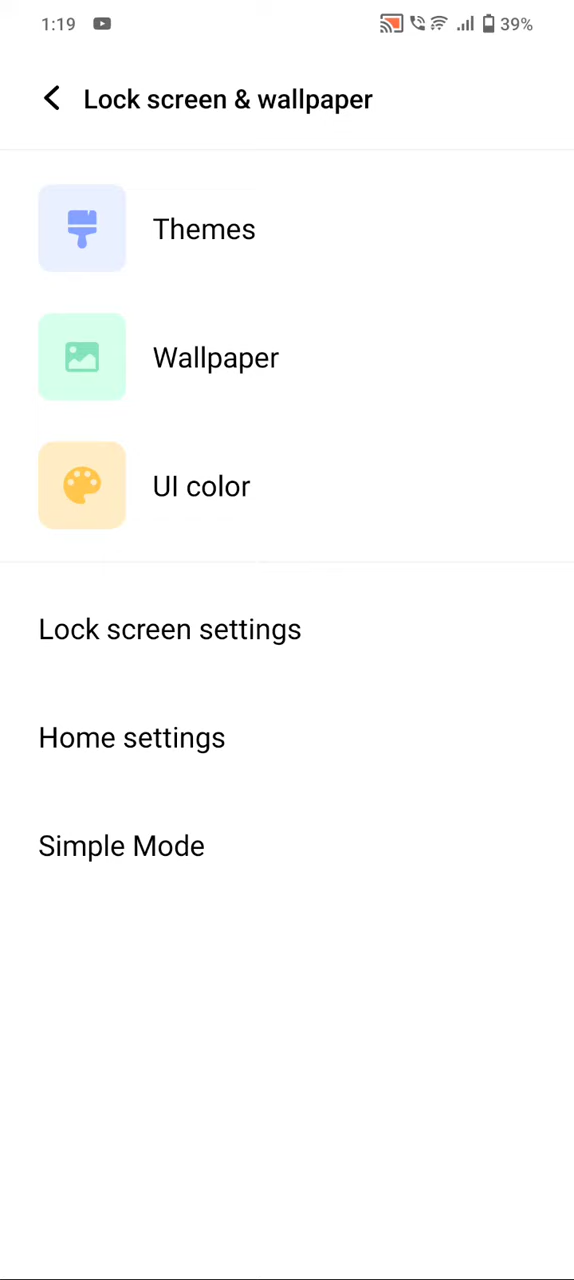 1:19 39%
Lock screen & wallpaper
Themes
Wallpaper
UI color
Lock screen settings
Home settings
Simple Mode